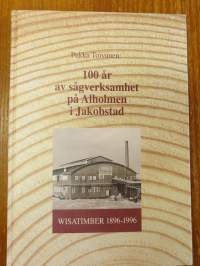 Pekka Toivanen:
100 år
av sågverksamhet
på Alholmen
i Jakobstad
WISATIMBER 1896-1996